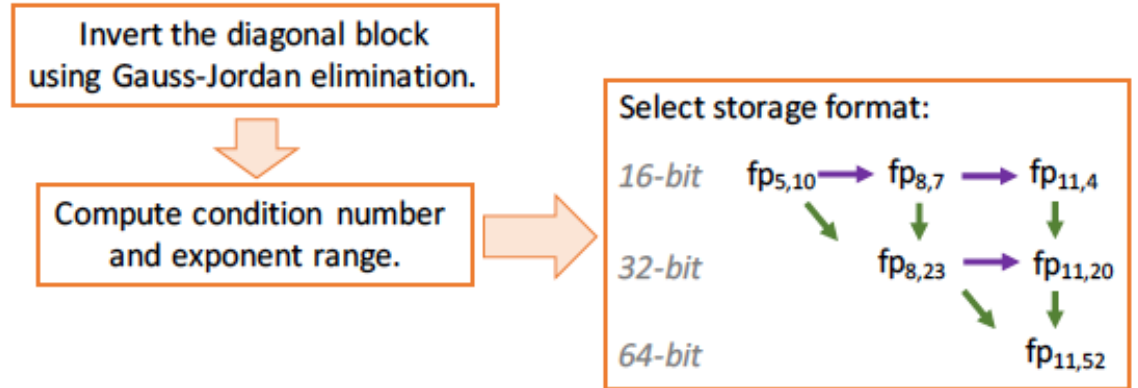 Invert the diagonal block
using Gauss-Jordan elimination.
Compute condition number
and exponent range.
Select storage format:
16-bit fp5,10 fp8,7 fp11,4
32-bit fp8,23 fp11,20
64-bit fp11,52